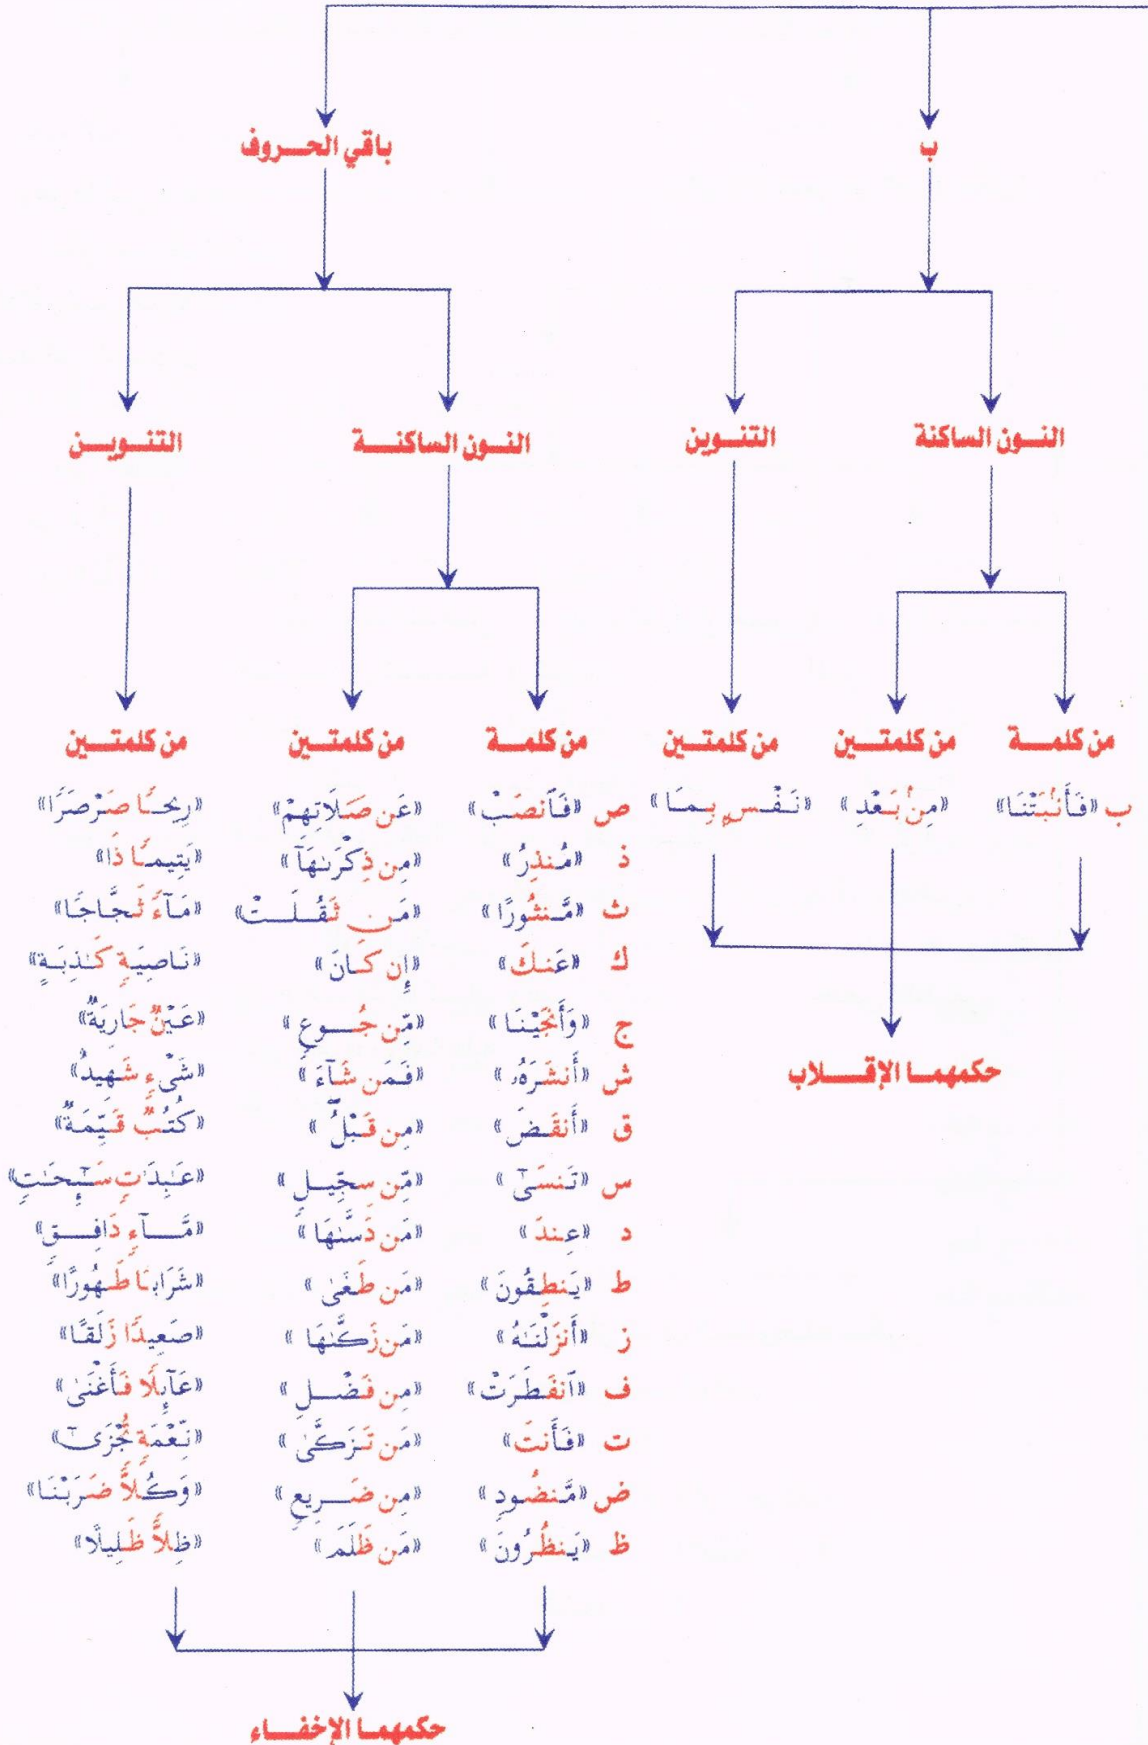 ب باقي الحروف
النون الساكنة التنوين النون الساكنة التنوين
من كلمة من كلمتين من كلمتين من كلمة من كلمتين من كلمتين
ب «فَأَنۢبَتۡنَا» «مِنۢ بَعۡدِ» «نَفۡسٍۭ بِمَا» ص «فَٱنصَبۡ» «عَن صَلَاتِهِمۡ» «رِيحࣰا صَرۡصَرࣰا»
ذ «مُنذِرُ» «مِن ذِكۡرَىٰهَآ» «يَتِيمࣰا ذَا»
ث «مَّنثُورًا» «مَن ثَقُلَتۡ» «مَآءࣰ ثَجَّاجࣰا»
ك «عَنكَ» «إِن كَانَ» «نَاصِيَةࣲ كَٰذِبَةٍ»
ج «وَأَنجَيۡنَا» «مِّن جُوعٍ» «عَيۡنࣱ جَارِيَةࣱ»
ش «أَنشَرَهُۥ» «فَمَن شَآءَ» «شَيۡءࣲ شَهِيدٌ»
ق «أَنقَضَ» «مِن قَبۡلُ» «كُتُبࣱ قَيِّمَةࣱ»
س «تَنسَىٰٓ» «مِّن سِجِّيلٍ» «عَٰبِدَٰتࣲ سَٰٓئِحَٰتٍ»
د «عِندَ» «مَن دَسَّىٰهَا» «مَّآءࣲ دَافِقٍ»
ط «يَنطِقُونَ» «مَن طَغَىٰ» «شَرَابࣰا طَهُورًا»
ز «أَنزَلۡنَٰهُ» «مَن زَكَّىٰهَا» «صَعِيدࣰا زَلَقًا»
ف «ٱنفَطَرَتۡ» «مِن فَضۡلِ» «عَآئِلࣰا فَأَغۡنَىٰ»
ت «فَأَنتَ» «مَن تَزَكَّىٰ» «نِّعۡمَةࣲ تُجۡزَىٰٓ»
ض «مَّنضُودٍ» «مِن ضَرِيعٍ» «وَكُلࣰّا ضَرَبۡنَا»
ظ «يَنظُرُونَ» «مَن ظَلَمَ» «ظِلࣰّا ظَلِيلًا»
حكمهما الإقلاب
حكمهما الإخفاء